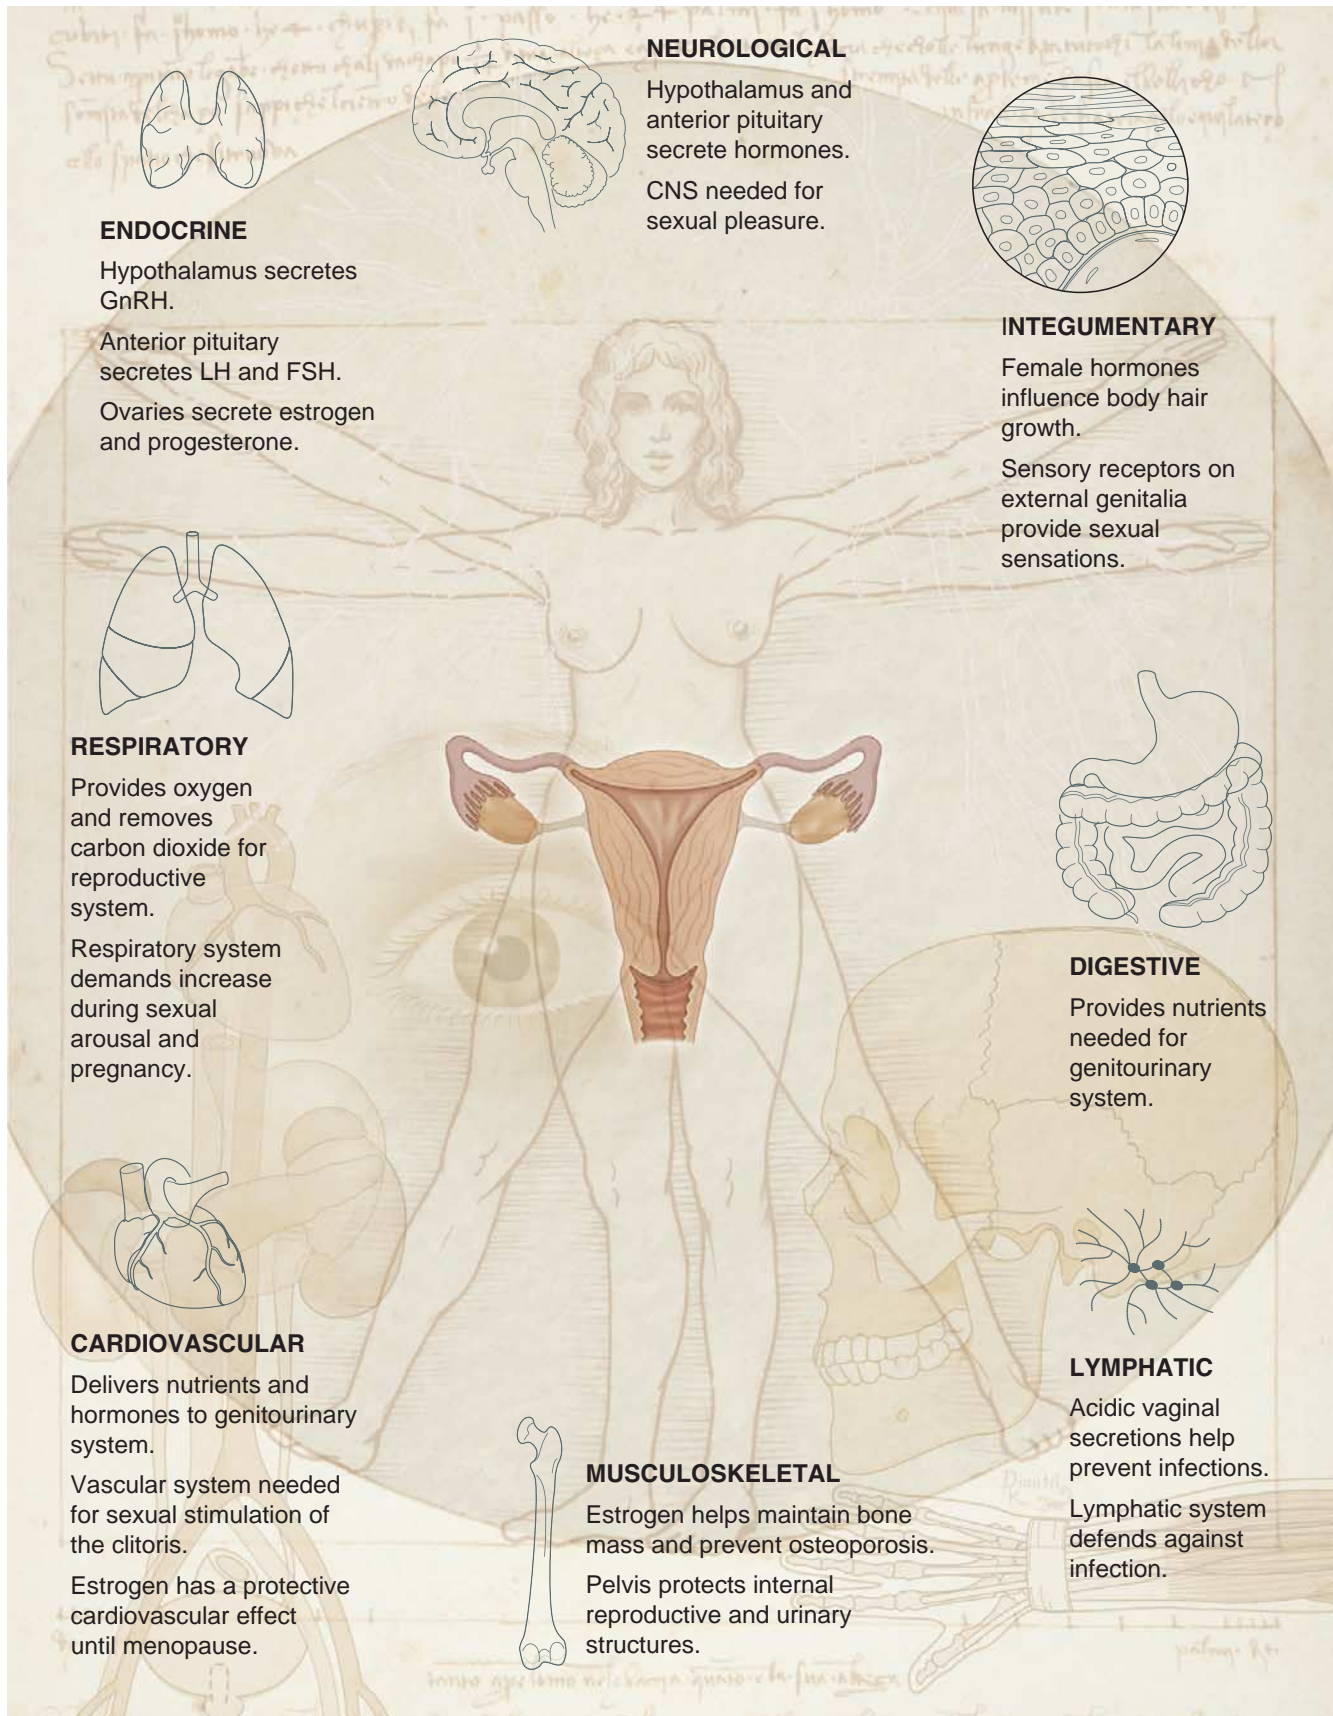 NEUROLOGICAL
Hypothalamus and
anterior pituitary
secrete hormones.
CNS needed for
sexual pleasure.
ENDOCRINE
Hypothalamus secretes
GnRH.
Anterior pituitary
secretes LH and FSH.
Ovaries secrete estrogen
and progesterone.
INTEGUMENTARY
Female hormones
influence body hair
growth.
Sensory receptors on
external genitalia
provide sexual
sensations.
RESPIRATORY
Provides oxygen
and removes
carbon dioxide for
reproductive
system.
Respiratory system
demands increase
during sexual
arousal and
pregnancy.
DIGESTIVE
Provides nutrients
needed for
genitourinary
system.
CARDIOVASCULAR
Delivers nutrients and
hormones to genitourinary
system.
Vascular system needed
for sexual stimulation of
the clitoris.
Estrogen has a protective
cardiovascular effect
until menopause.
MUSCULOSKELETAL
Estrogen helps maintain bone
mass and prevent osteoporosis.
Pelvis protects internal
reproductive and urinary
structures.
LYMPHATIC
Acidic vaginal
secretions help
prevent infections.
Lymphatic system
defends against
infection.